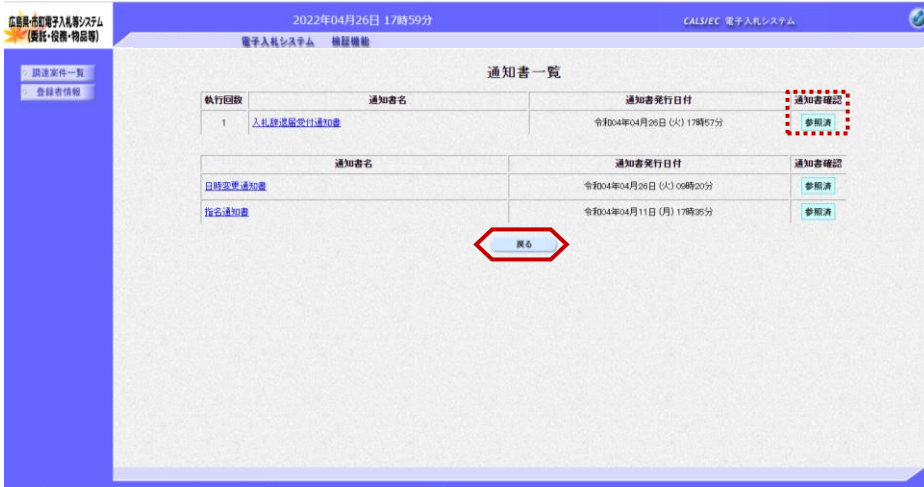 広島県・市町電子入札等システム
(委託・役務・物品等)
2022年04月26日 17時59分
CALS/EC 電子入札システム
電子入札システム 検証機能
調達案件一覧
登録者情報
通知書一覧
執行回数 通知書名 通知書発行日付 通知書確認
1 入札辞退届受付通知書 令和04年04月26日 (火) 17時57分 参照済
通知書名 通知書発行日付 通知書確認
日時変更通知書 令和04年04月26日 (火) 09時20分 参照済
指名通知書 令和04年04月11日 (月) 17時35分 参照済
戻る